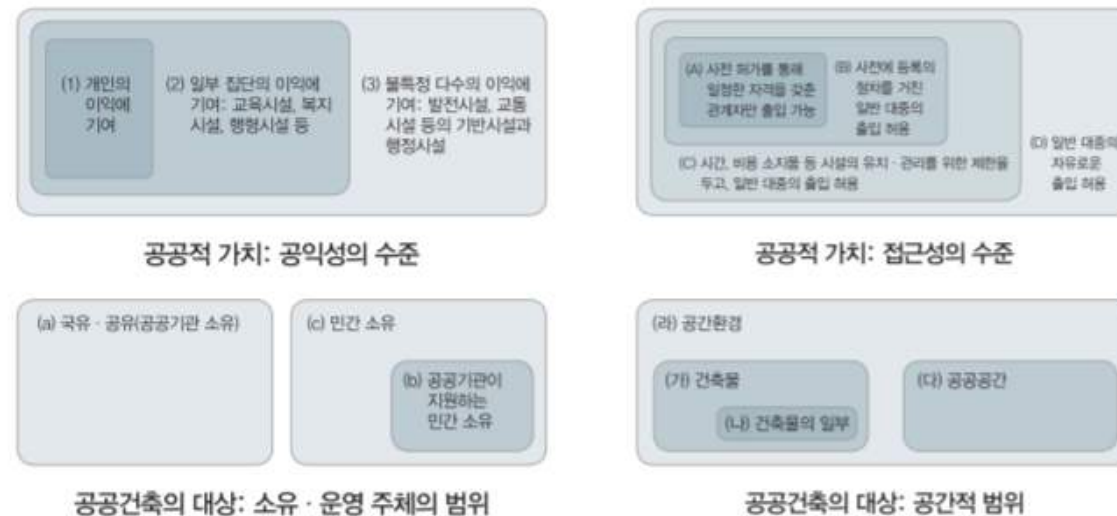 (1) 개인의
이익에
기여
(2) 일부 집단의 이익에
기여: 교육시설, 복지
시설, 행형시설 등
(3) 불특정 다수의 이익에
기여: 발전시설, 교통
시설 등의 기반시설과
행정시설
공공적 가치: 공익성의 수준
(A) 사전 허가를 통해
일정한 자격을 갖춘
관계자만 출입 가능
(B) 사전에 등록의
절차를 거친
일반 대중의
출입 허용
(C) 시간, 비용 소지품 등 시설의 유지 · 관리를 위한 제한을
두고, 일반 대중의 출입 허용
(D) 일반 대중의
자유로운
출입 허용
공공적 가치: 접근성의 수준
(a) 국유 · 공유(공공기관 소유)
(c) 민간 소유
(b) 공공기관이
지원하는
민간 소유
공공건축의 대상: 소유 · 운영 주체의 범위
(라) 공간환경
(가) 건축물
(나) 건축물의 일부
(다) 공공공간
공공건축의 대상: 공간적 범위